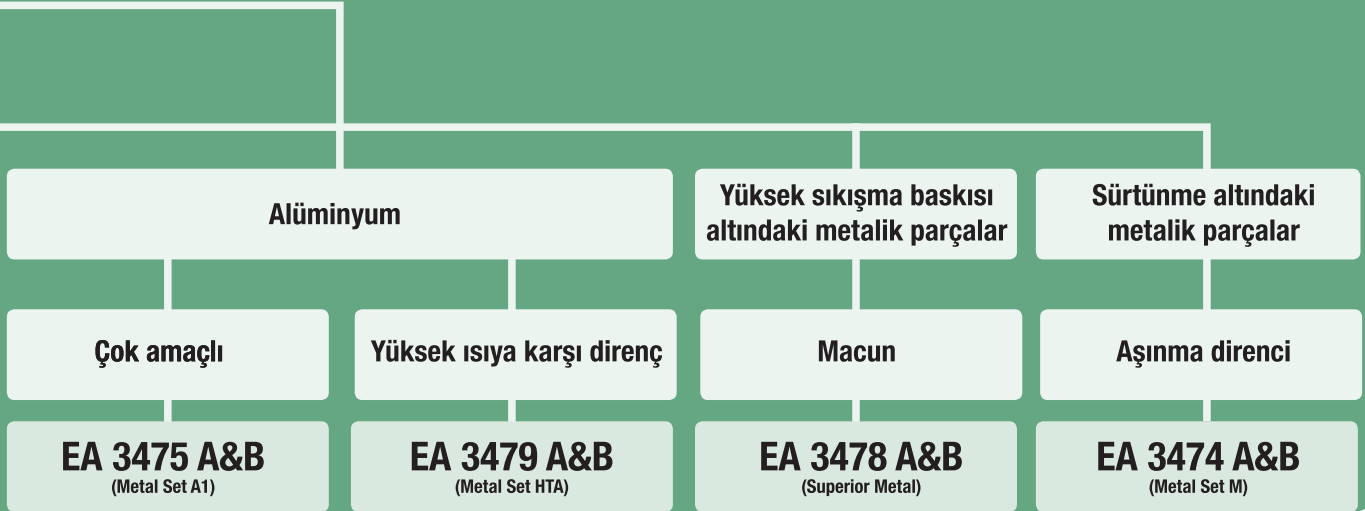 Alüminyum
Yüksek sıkışma baskısı
altındaki metalik parçalar
Sürtünme altındaki
metalik parçalar
Çok amaçlı
Yüksek ısıya karşı direnç
Macun
Aşınma direnci
EA 3475 A&B
(Metal Set A1)
EA 3479 A&B
(Metal Set HTA)
EA 3478 A&B
(Superior Metal)
EA 3474 A&B
(Metal Set M)